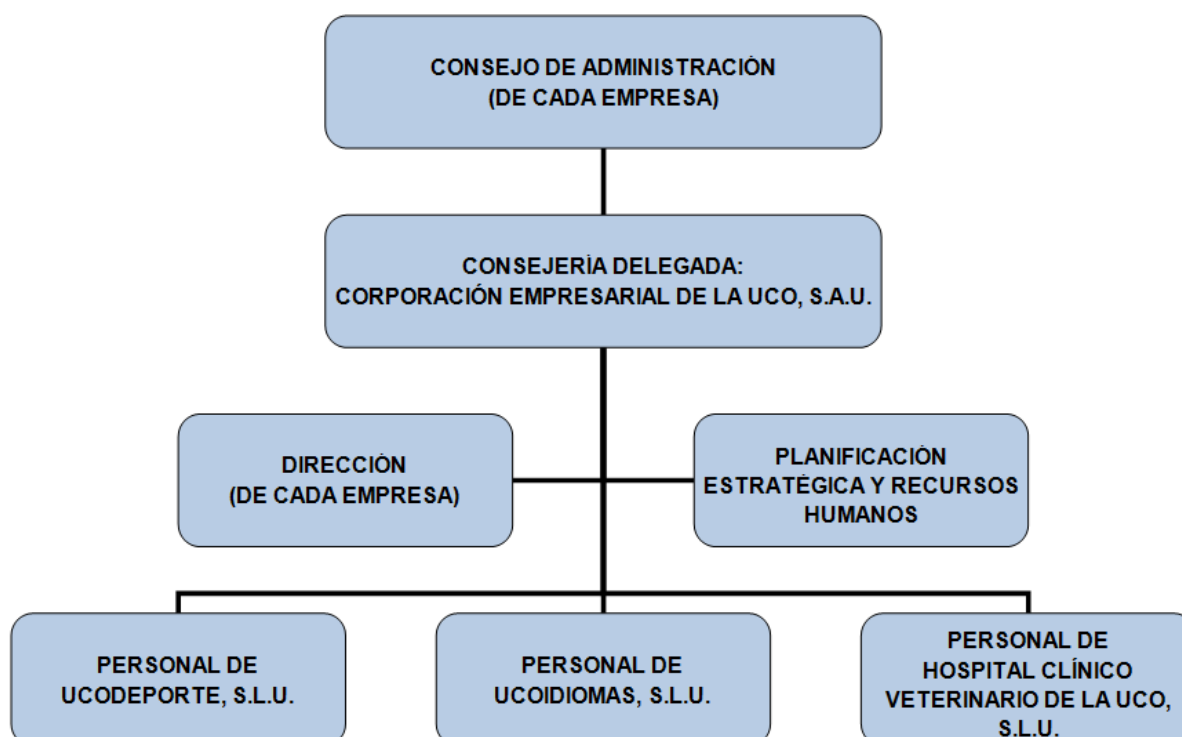 CONSEJO DE ADMINISTRACIÓN
(DE CADA EMPRESA)
CONSEJERÍA DELEGADA:
CORPORACIÓN EMPRESARIAL DE LA UCO, S.A.U.
DIRECCIÓN
(DE CADA EMPRESA)
PLANIFICACIÓN
ESTRATÉGICA Y RECURSOS
HUMANOS
PERSONAL DE
UCODEPORTE, S.L.U.
PERSONAL DE
UCOIDIOMAS, S.L.U.
PERSONAL DE
HOSPITAL CLÍNICO
VETERINARIO DE LA UCO,
S.L.U.